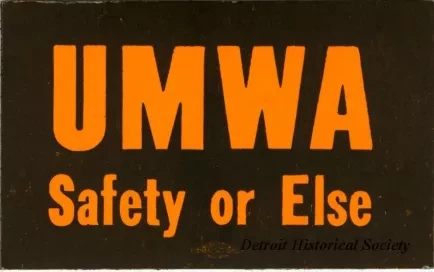 UMWA
Safety or Else
Detroit Historical Society